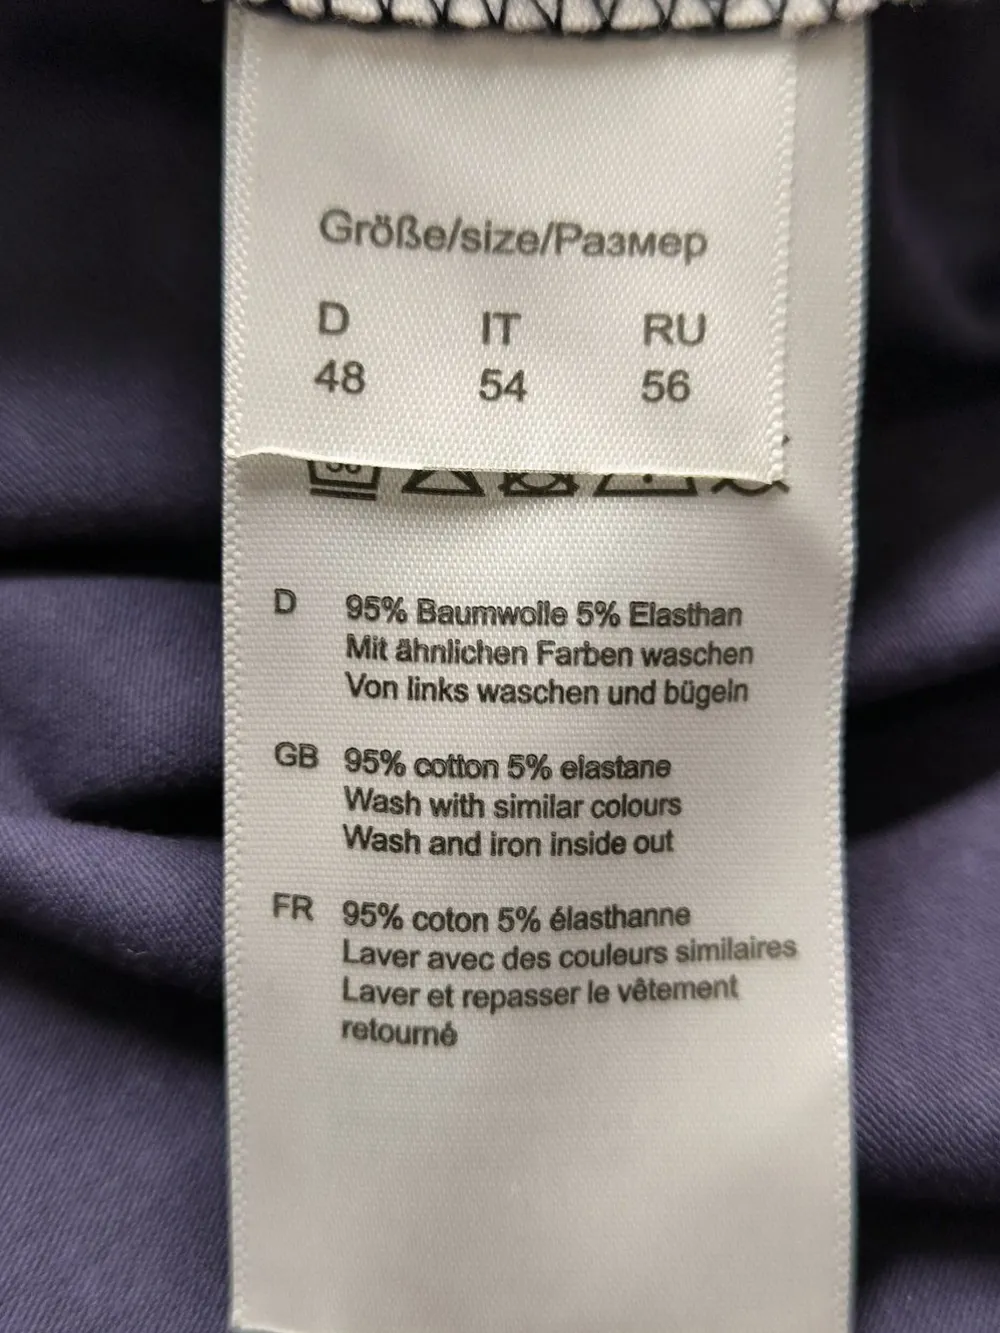 Größe/size/Размер
D IT RU
48 54 56
D 95% Baumwolle 5% Elasthan
Mit ähnlichen Farben waschen
Von links waschen und bügeln
GB 95% cotton 5% elastane
Wash with similar colours
Wash and iron inside out
FR 95% coton 5% élasthanne
Laver avec des couleurs similaires
Laver et repasser le vêtement
retourné